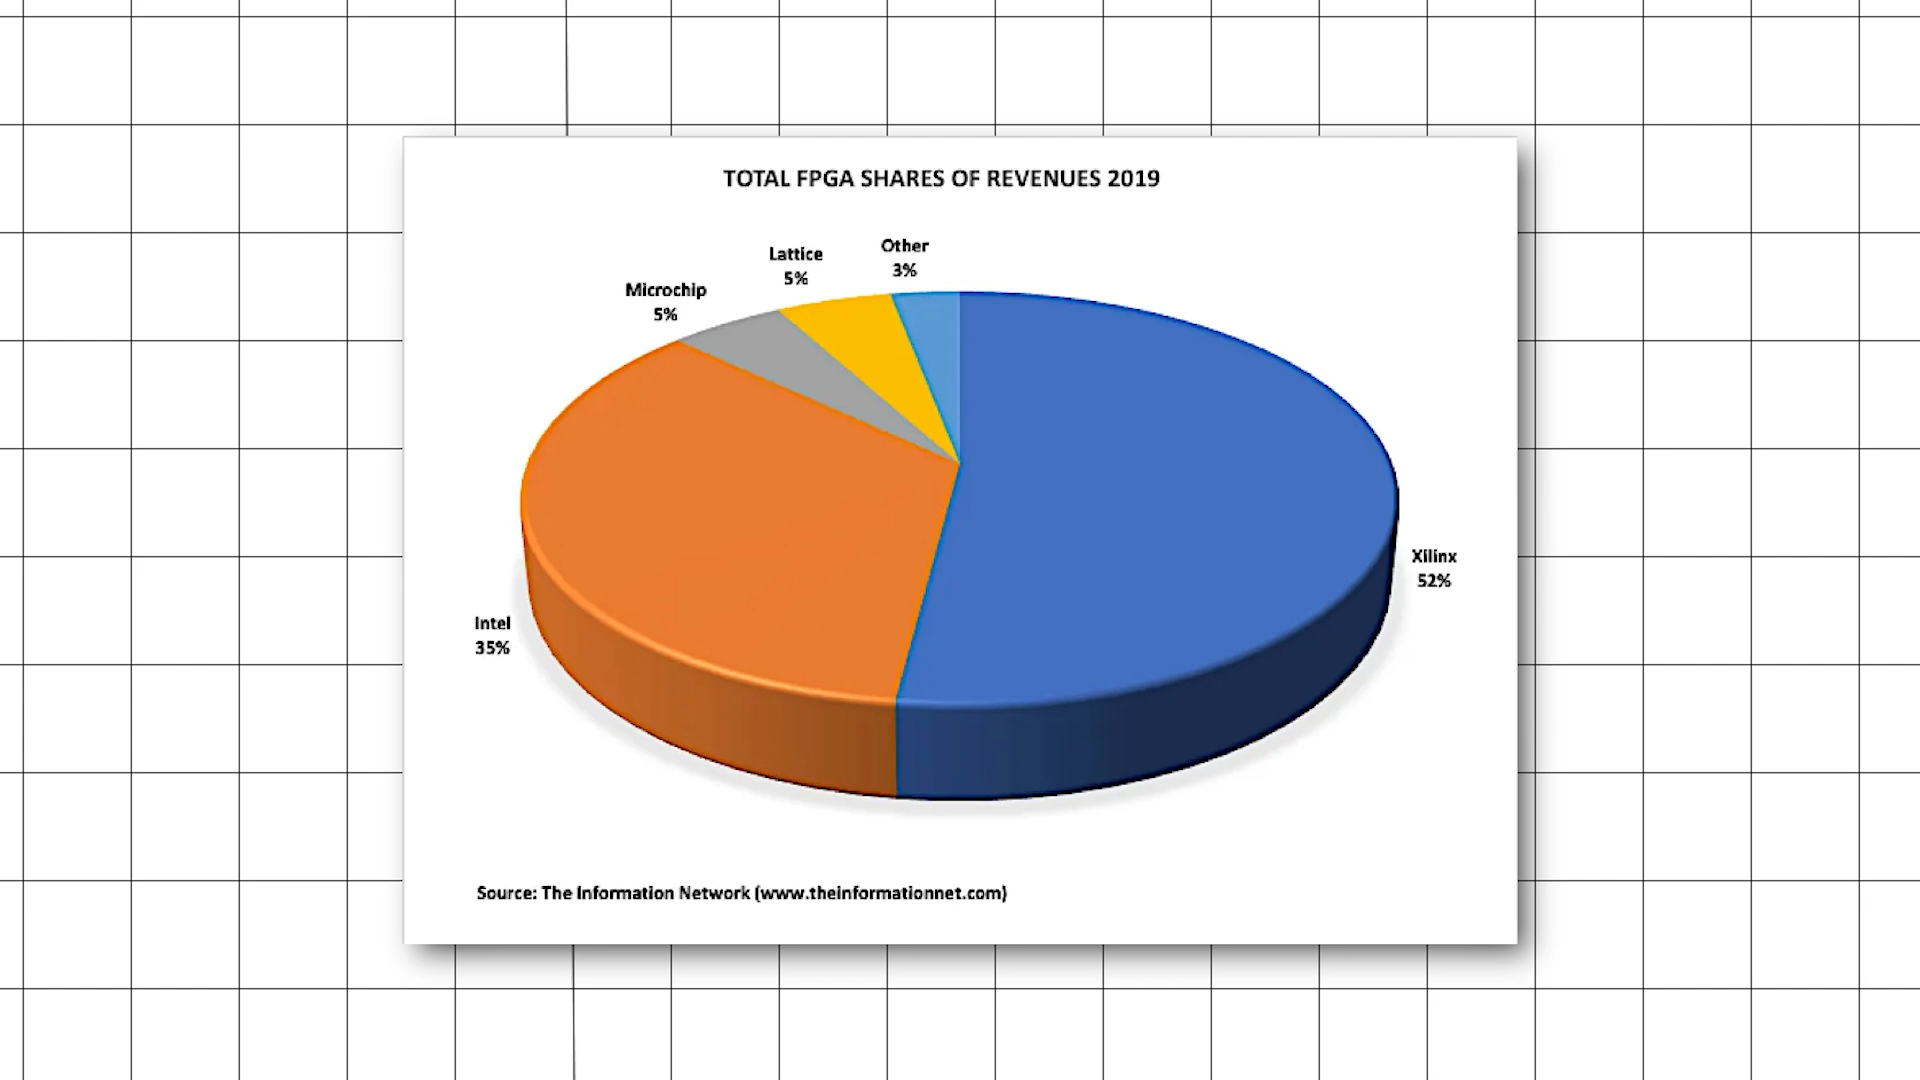 TOTAL FPGA SHARES OF REVENUES 2019
Other
3%
Lattice
5%
Microchip
5%
Xilinx
52%
Intel
35%
Source: The Information Network (www.theinformationnet.com)